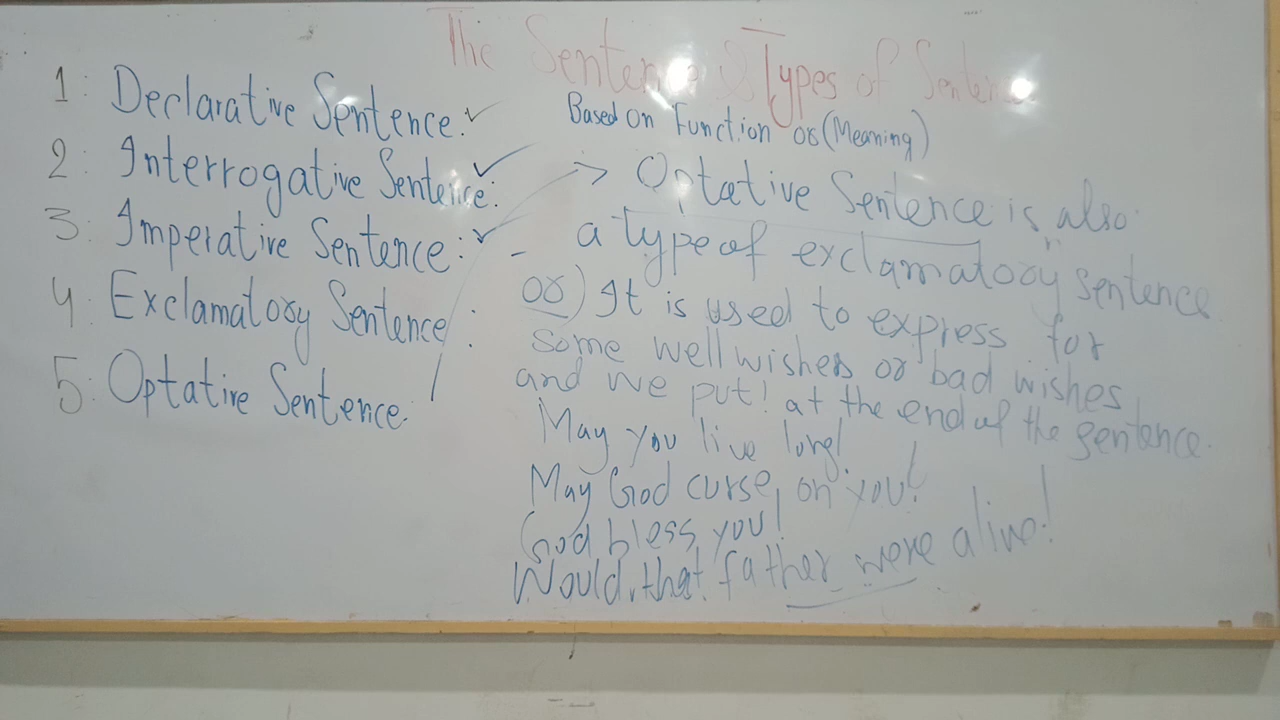 The Sentence & Types of Sentence
1: Declarative Sentence:✓
2: Interrogative Sentence:✓
3: Imperative Sentence:✓
4: Exclamatory Sentence:
5: Optative Sentence:
Based on Function or (Meaning)
-> Optative Sentence is also
- a type of exclamatory sentence
or) It is used to express for
some well wishes or bad wishes
and we put! at the end of the sentence.
May you live long!
May God curse on you!
God bless you!
Would that father were alive!